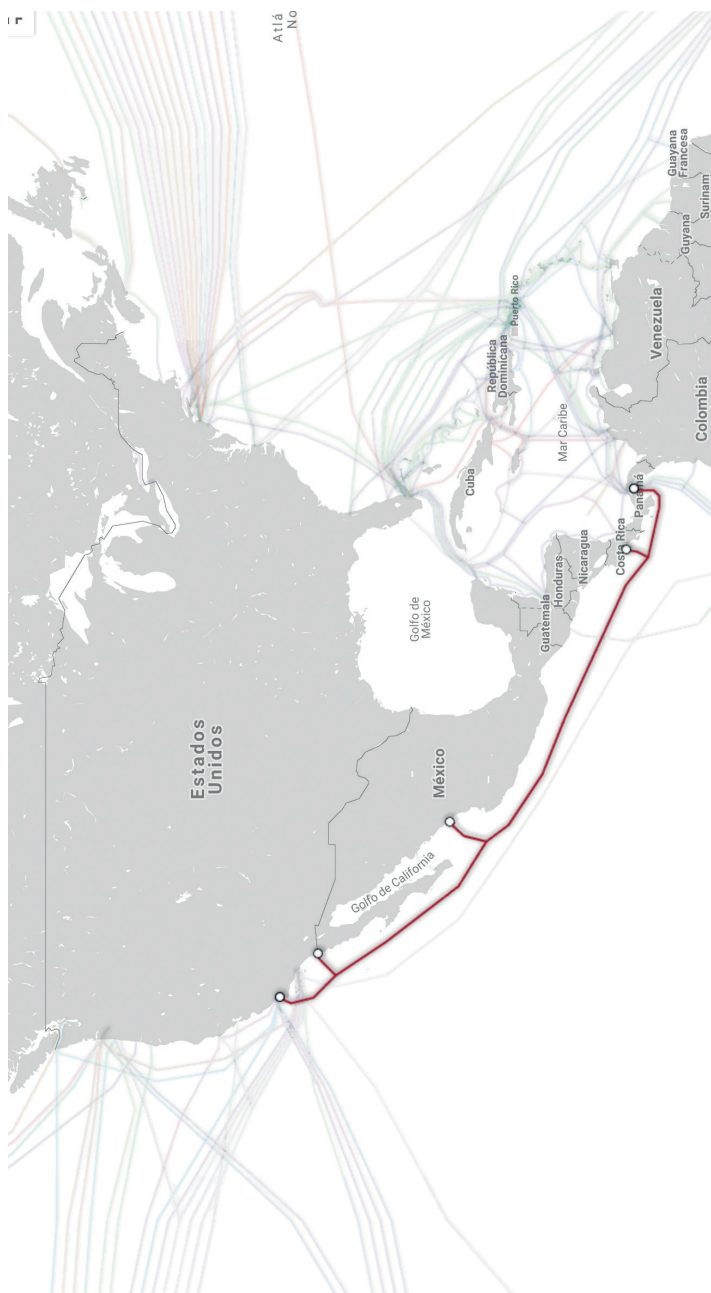 Atlá
No
Guayana
Francesa
Surinam
Guyana
Puerto Rico
Venezuela
República
Dominicana
Mar Caribe
Colombia
Cuba
Panamá
Costa Rica
Nicaragua
Honduras
Guatemala
Golfo de
México
Estados
Unidos
México
Golfo de California